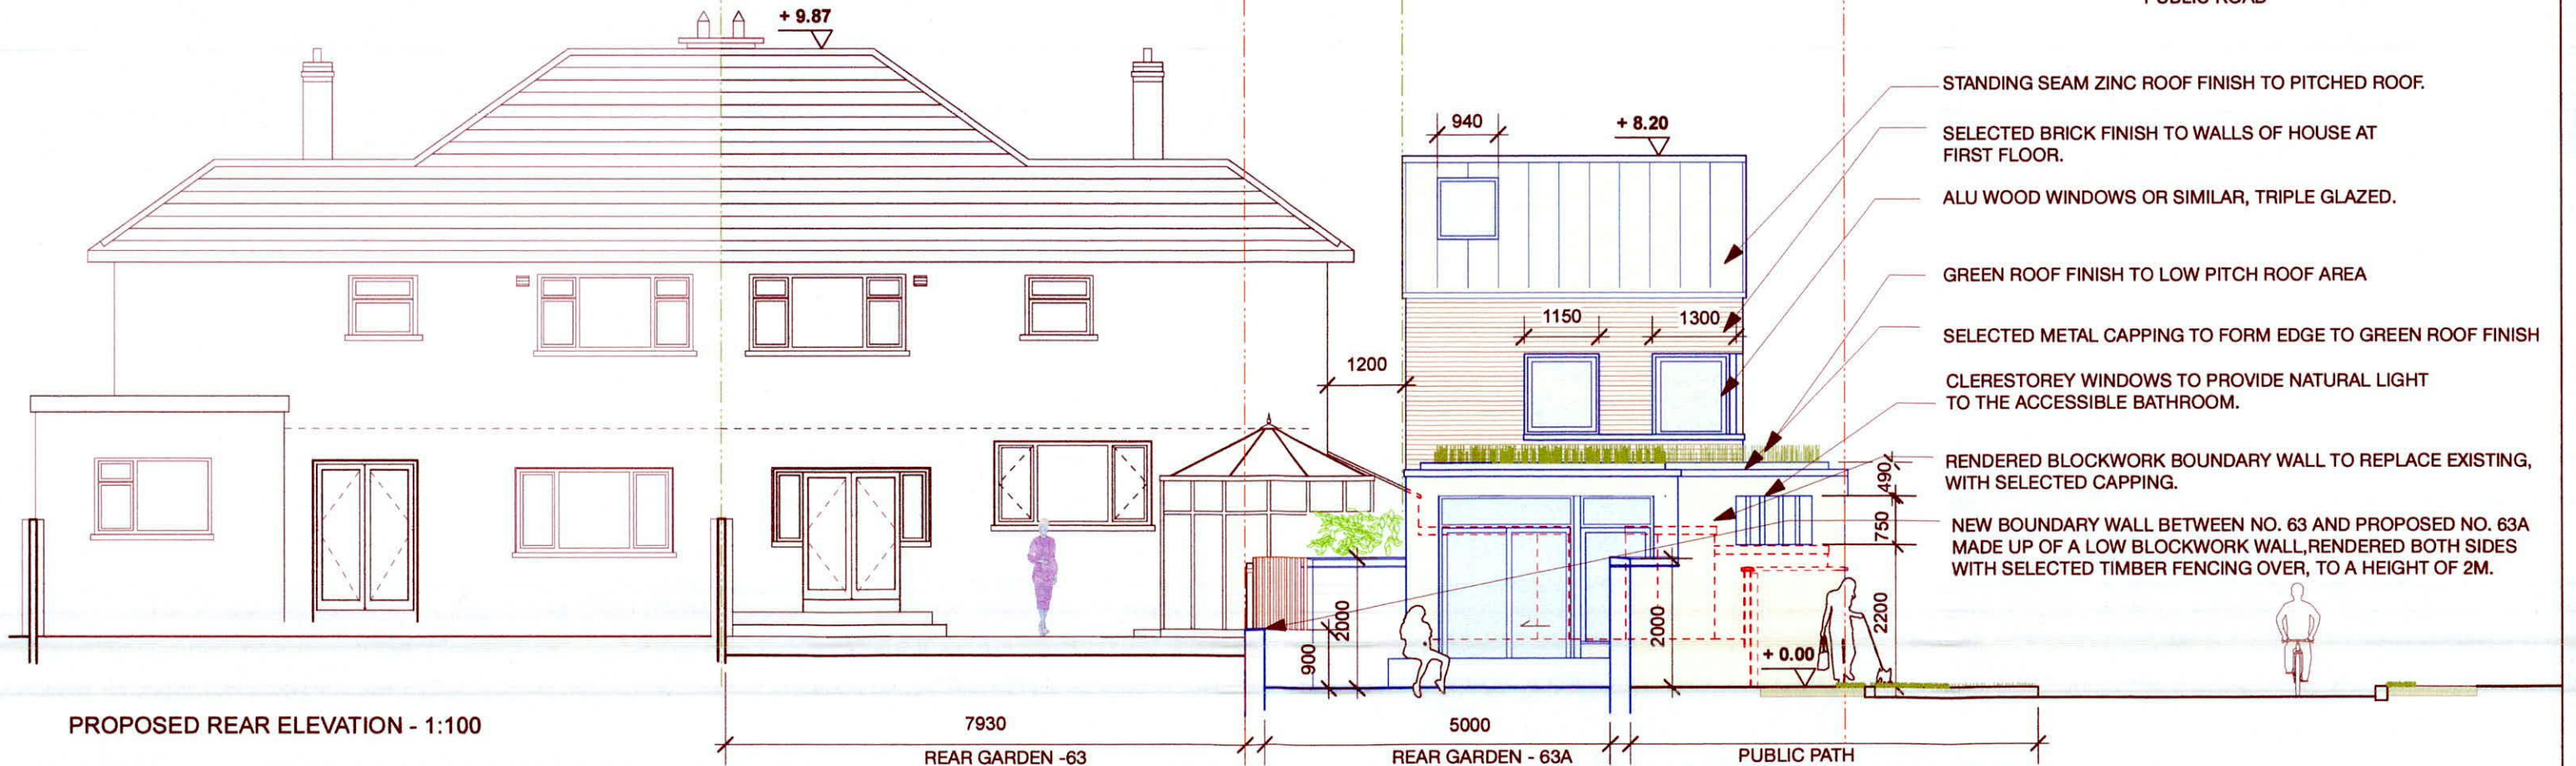 PUBLIC ROAD
+ 9.87
940
+ 8.20
STANDING SEAM ZINC ROOF FINISH TO PITCHED ROOF.
SELECTED BRICK FINISH TO WALLS OF HOUSE AT
FIRST FLOOR.
ALU WOOD WINDOWS OR SIMILAR, TRIPLE GLAZED.
GREEN ROOF FINISH TO LOW PITCH ROOF AREA
1150
1300
SELECTED METAL CAPPING TO FORM EDGE TO GREEN ROOF FINISH
1200
CLERESTOREY WINDOWS TO PROVIDE NATURAL LIGHT
TO THE ACCESSIBLE BATHROOM.
RENDERED BLOCKWORK BOUNDARY WALL TO REPLACE EXISTING,
WITH SELECTED CAPPING.
490
750
NEW BOUNDARY WALL BETWEEN NO. 63 AND PROPOSED NO. 63A
MADE UP OF A LOW BLOCKWORK WALL,RENDERED BOTH SIDES
WITH SELECTED TIMBER FENCING OVER, TO A HEIGHT OF 2M.
900
2000
2000
2200
+ 0.00
PROPOSED REAR ELEVATION - 1:100
7930
5000
REAR GARDEN -63
REAR GARDEN - 63A
PUBLIC PATH